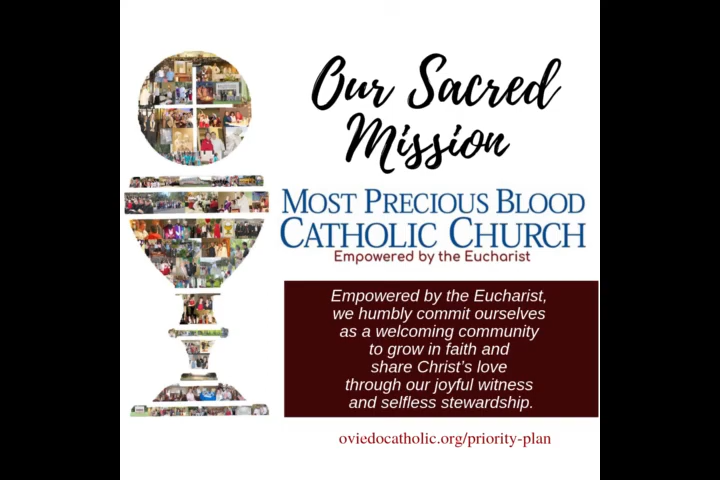 Our Sacred
Mission
MOST PRECIOUS BLOOD
CATHOLIC CHURCH
Empowered by the Eucharist
Empowered by the Eucharist,
we humbly commit ourselves
as a welcoming community
to grow in faith and
share Christ's love
through our joyful witness
and selfless stewardship.
oviedocatholic.org/priority-plan